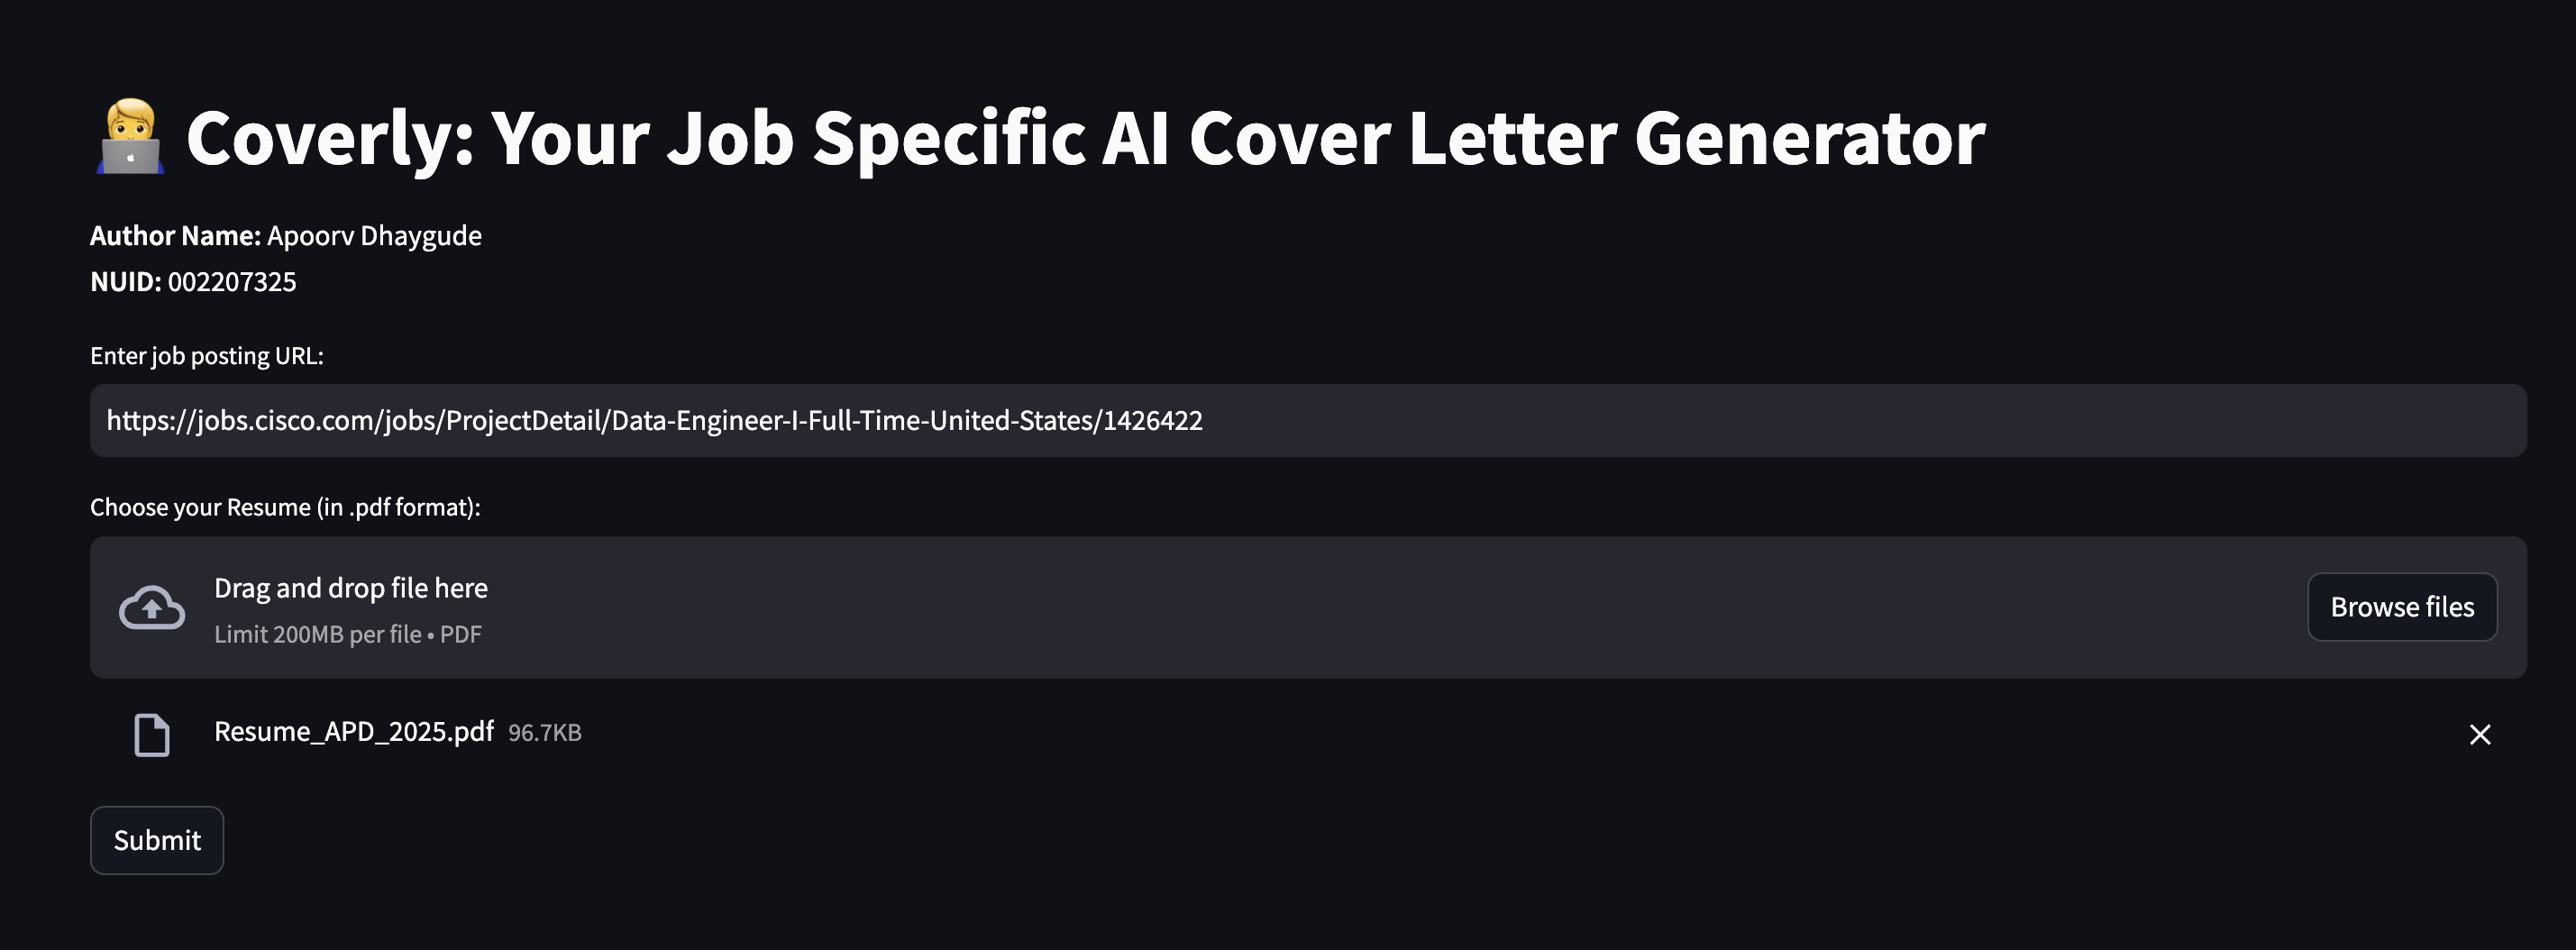 Coverly: Your Job Specific AI Cover Letter Generator
Author Name: Apoorv Dhaygude
NUID: 002207325
Enter job posting URL:
https://jobs.cisco.com/jobs/ProjectDetail/Data-Engineer-I-Full-Time-United-States/1426422
Choose your Resume (in .pdf format):
Drag and drop file here
Limit 200MB per file • PDF
Browse files
Resume_APD_2025.pdf 96.7KB
Submit